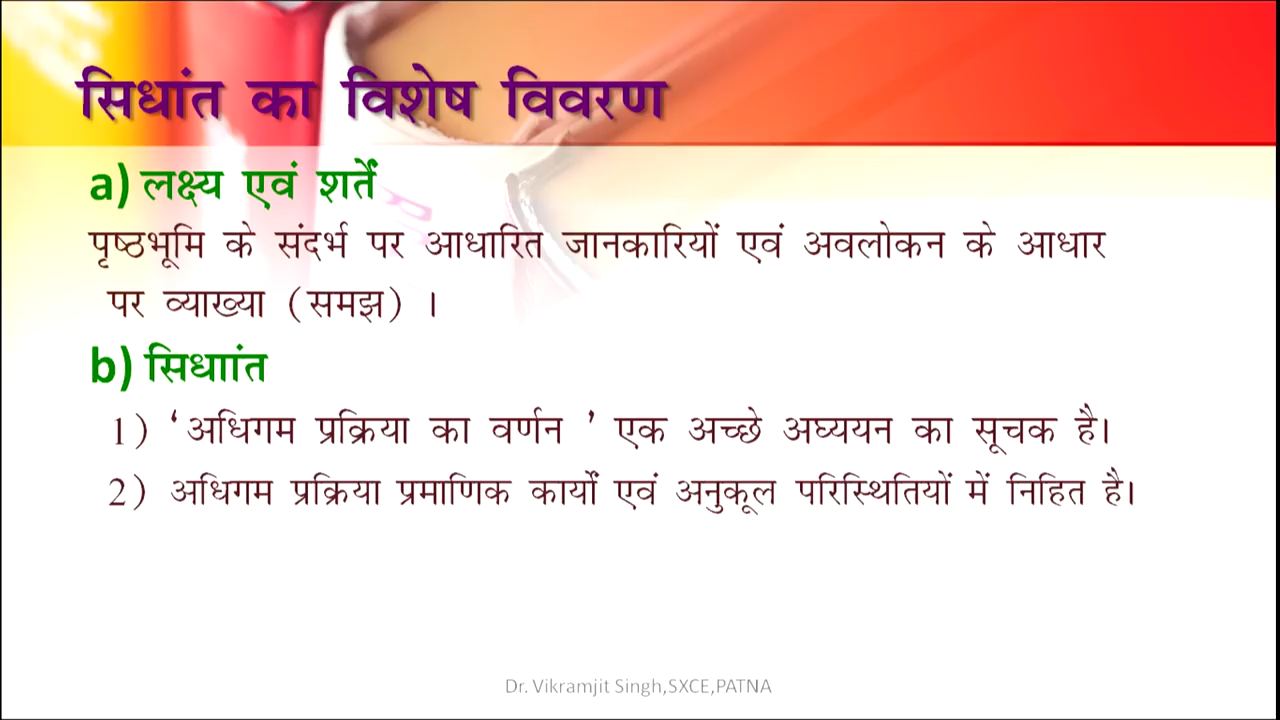 सिधांत का विशेष विवरण
a) लक्ष्य एवं शर्तें
पृष्ठभूमि के संदर्भ पर आधारित जानकारियों एवं अवलोकन के आधार
पर व्याख्या (समझ) ।
b) सिधाांत
1) ‘अधिगम प्रक्रिया का वर्णन ’ एक अच्छे अघ्ययन का सूचक है।
2) अधिगम प्रक्रिया प्रमाणिक कार्यों एवं अनुकूल परिस्थितियों में निहित है।
Dr. Vikramjit Singh,SXCE,PATNA